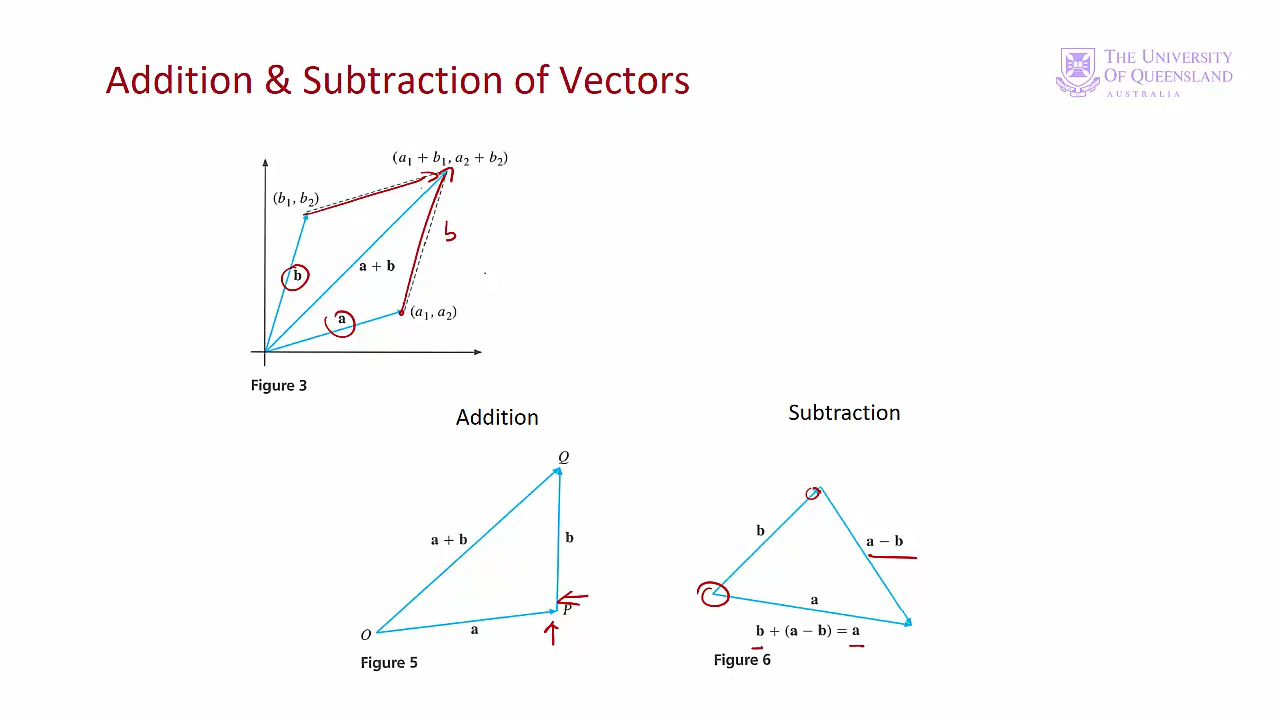 Addition & Subtraction of Vectors
THE UNIVERSITY
OF QUEENSLAND
AUSTRALIA
(a₁ + b₁, a₂ + b₂)
(b₁, b₂)
b
b
a + b
a
(a₁, a₂)
Figure 3
Addition
Subtraction
Q
a + b
b
P
O
a
Figure 5
b
a − b
a
b + (a − b) = a
Figure 6